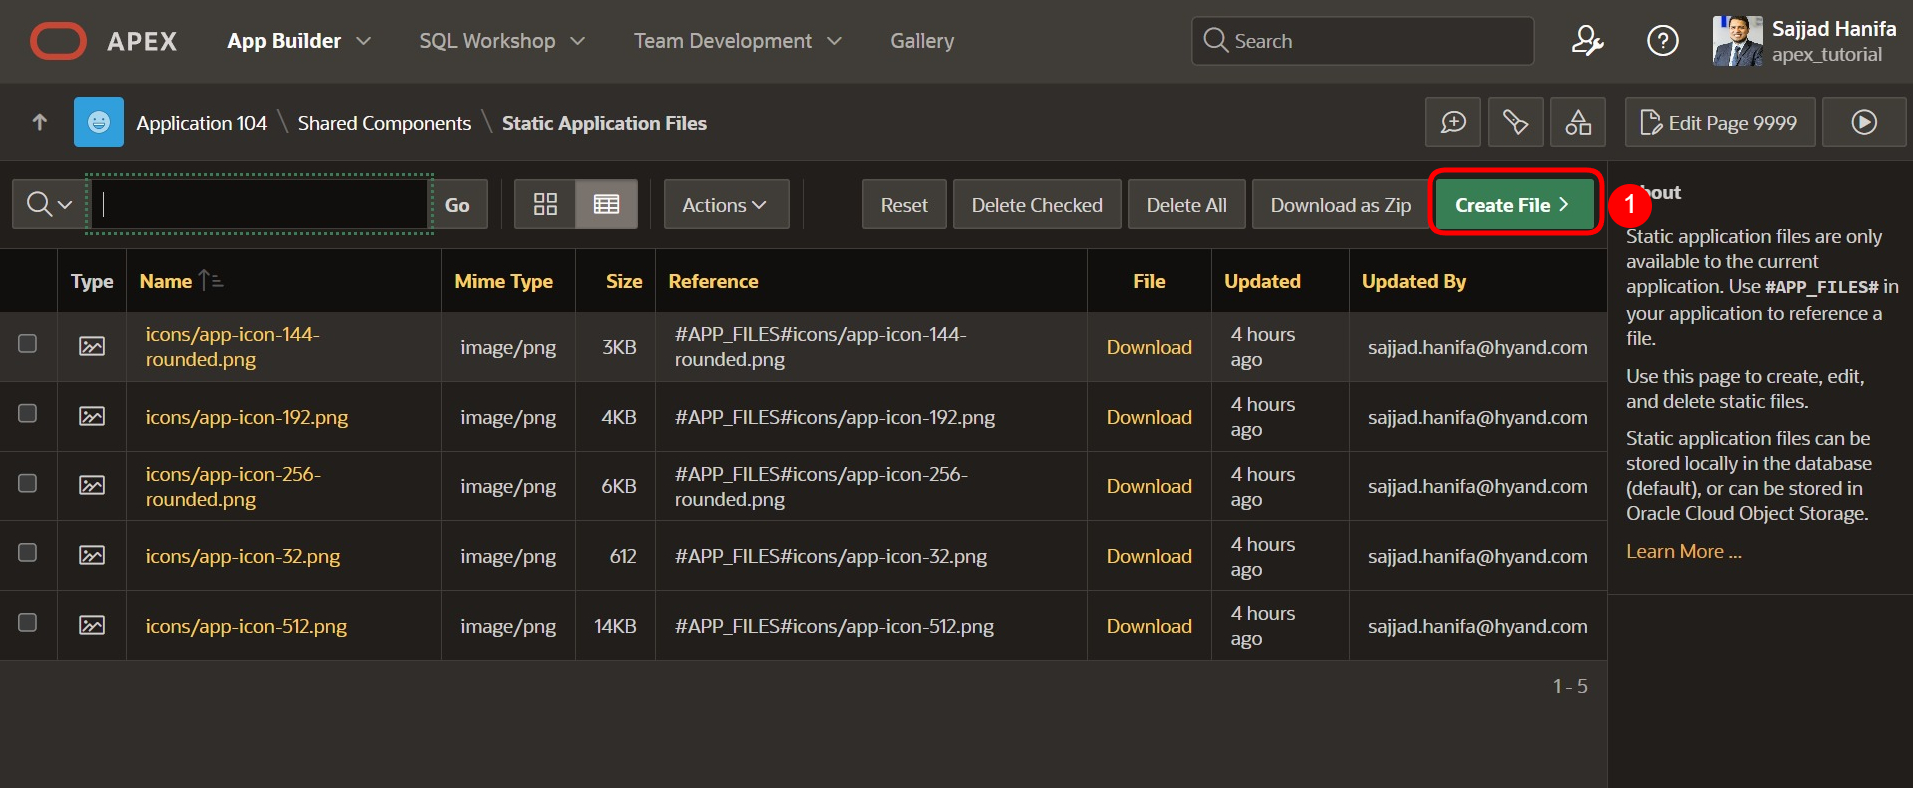 APEX App Builder SQL Workshop Team Development Gallery Search Sajjad Hanifa
apex_tutorial
Application 104 \ Shared Components \ Static Application Files Edit Page 9999
Go Actions Reset Delete Checked Delete All Download as Zip Create File 1
Type Name Mime Type Size Reference File Updated Updated By
icons/app-icon-144-
rounded.png image/png 3KB #APP_FILES#icons/app-icon-144-
rounded.png Download 4 hours
ago sajjad.hanifa@hyand.com
icons/app-icon-192.png image/png 4KB #APP_FILES#icons/app-icon-192.png Download 4 hours
ago sajjad.hanifa@hyand.com
icons/app-icon-256-
rounded.png image/png 6KB #APP_FILES#icons/app-icon-256-
rounded.png Download 4 hours
ago sajjad.hanifa@hyand.com
icons/app-icon-32.png image/png 612 #APP_FILES#icons/app-icon-32.png Download 4 hours
ago sajjad.hanifa@hyand.com
icons/app-icon-512.png image/png 14KB #APP_FILES#icons/app-icon-512.png Download 4 hours
ago sajjad.hanifa@hyand.com
1 - 5
Static application files are only
available to the current
application. Use #APP_FILES# in
your application to reference a
file.
Use this page to create, edit,
and delete static files.
Static application files can be
stored locally in the database
(default), or can be stored in
Oracle Cloud Object Storage.
Learn More ...